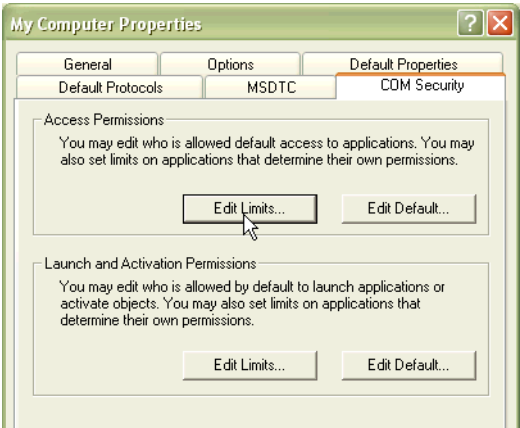 My Computer Properties
General Options Default Properties
Default Protocols MSDTC COM Security
Access Permissions
You may edit who is allowed default access to applications. You may
also set limits on applications that determine their own permissions.
Edit Limits... Edit Default...
Launch and Activation Permissions
You may edit who is allowed by default to launch applications or
activate objects. You may also set limits on applications that
determine their own permissions.
Edit Limits... Edit Default...